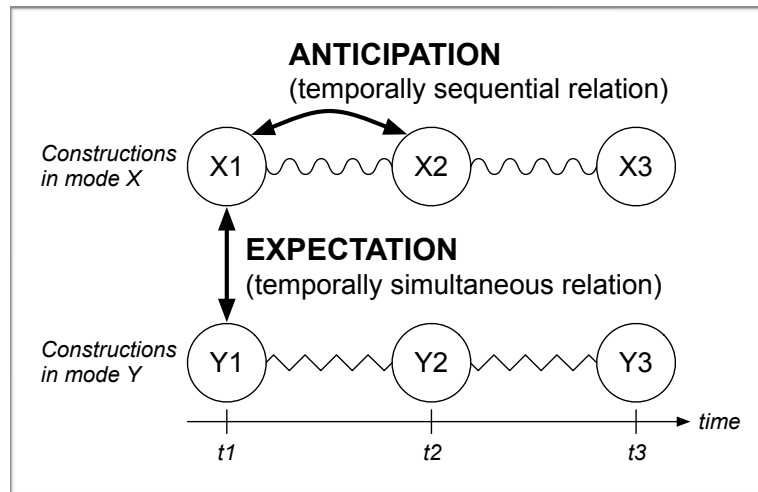 ANTICIPATION
(temporally sequential relation)
Constructions
in mode X
X1
X2
X3
EXPECTATION
(temporally simultaneous relation)
Constructions
in mode Y
Y1
Y2
Y3
time
t1
t2
t3